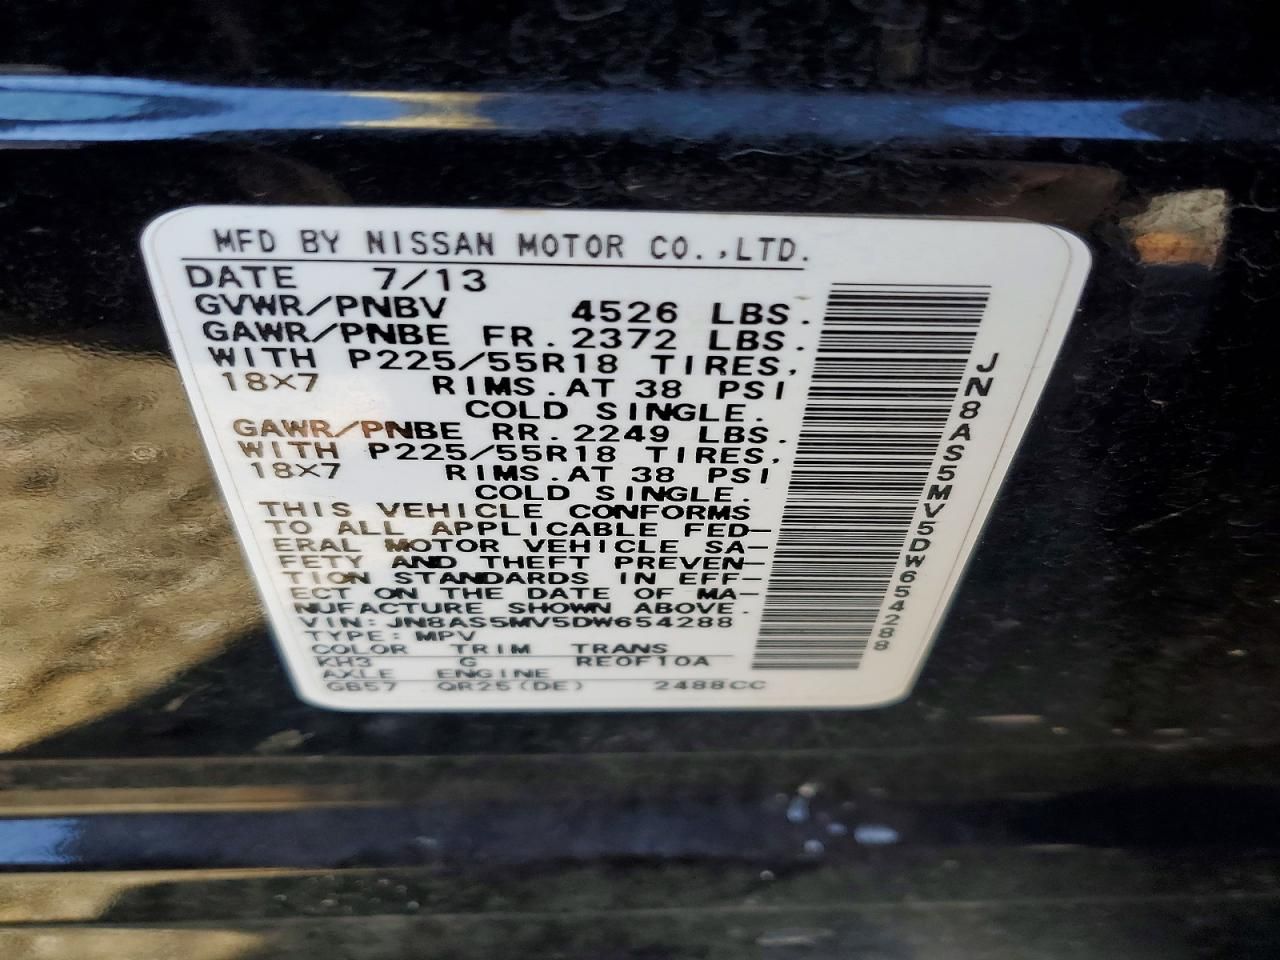 MFD BY NISSAN MOTOR CO.,LTD.
DATE 7/13
GVWR/PNBV 4526 LBS.
GAWR/PNBE FR. 2372 LBS.
WITH P225/55R18 TIRES,
18X7 RIMS. AT 38 PSI
COLD SINGLE.
GAWR/PNBE RR. 2249 LBS.
WITH P225/55R18 TIRES,
18X7 RIMS. AT 38 PSI
COLD SINGLE.
THIS VEHICLE CONFORMS
TO ALL APPLICABLE FED-
ERAL MOTOR VEHICLE SA-
FETY AND THEFT PREVEN-
TION STANDARDS IN EFF-
ECT ON THE DATE OF MA-
NUFACTURE SHOWN ABOVE.
VIN: JN8AS5MV5DW654288
TYPE: MPV
COLOR TRIM TRANS
KH3 G RE0F10A
AXLE ENGINE
GB57 QR25(DE) 2488CC
JN8AS5MV5DW654288